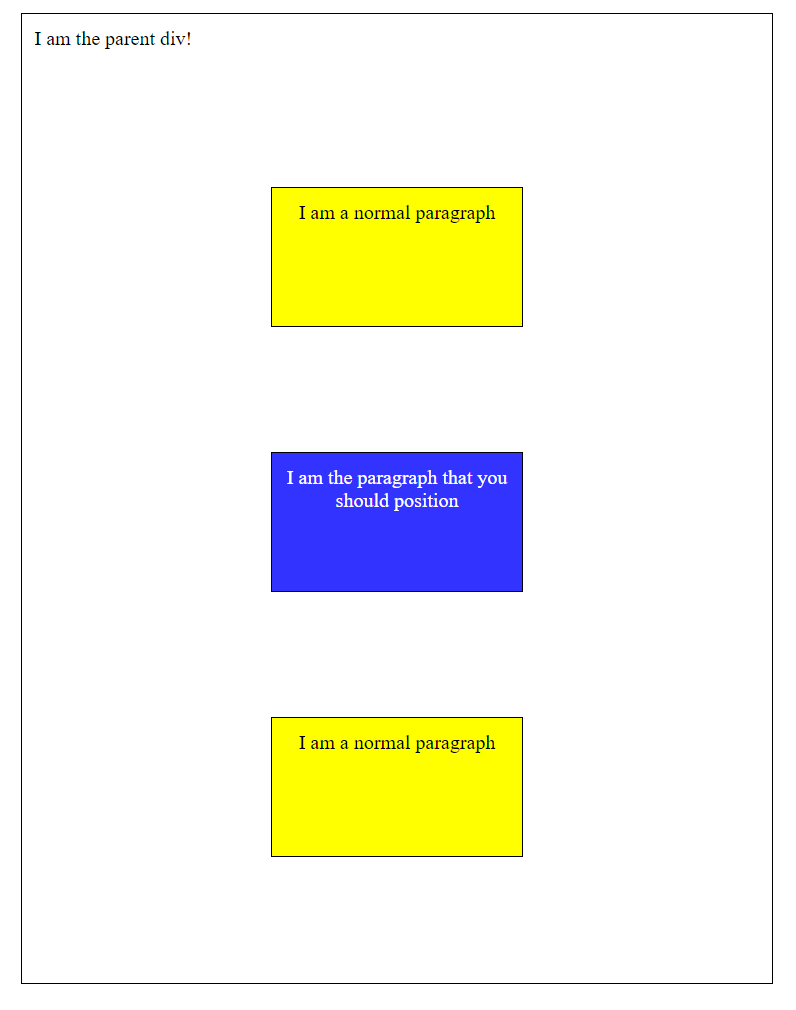 I am the parent div!
I am a normal paragraph
I am the paragraph that you
should position
I am a normal paragraph